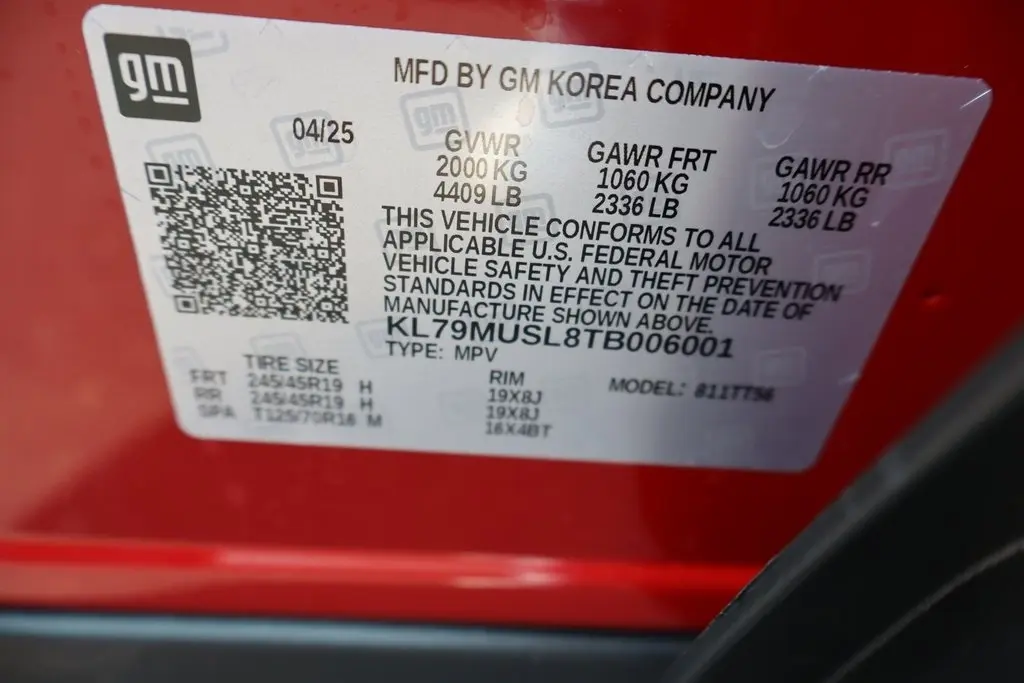 gm
MFD BY GM KOREA COMPANY
04/25
GVWR
2000 KG
4409 LB
GAWR FRT
1060 KG
2336 LB
GAWR RR
1060 KG
2336 LB
THIS VEHICLE CONFORMS TO ALL
APPLICABLE U.S. FEDERAL MOTOR
VEHICLE SAFETY AND THEFT PREVENTION
STANDARDS IN EFFECT ON THE DATE OF
MANUFACTURE SHOWN ABOVE.
KL79MUSL8TB006001
TYPE: MPV
TIRE SIZE
FRT 245/45R19 H
RR 245/45R19 H
SPA T125/70R16 M
RIM
19X8J
19X8J
16X4BT
MODEL: